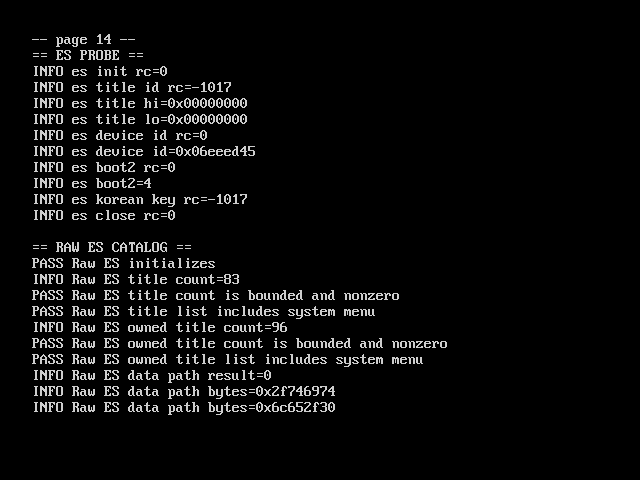 -- page 14 --
== ES PROBE ==
INFO es init rc=0
INFO es title id rc=-1017
INFO es title hi=0x00000000
INFO es title lo=0x00000000
INFO es device id rc=0
INFO es device id=0x06eeed45
INFO es boot2 rc=0
INFO es boot2=4
INFO es korean key rc=-1017
INFO es close rc=0
== RAW ES CATALOG ==
PASS Raw ES initializes
INFO Raw ES title count=83
PASS Raw ES title count is bounded and nonzero
PASS Raw ES title list includes system menu
INFO Raw ES owned title count=96
PASS Raw ES owned title count is bounded and nonzero
PASS Raw ES owned title list includes system menu
INFO Raw ES data path result=0
INFO Raw ES data path bytes=0x2f746974
INFO Raw ES data path bytes=0x6c652f30